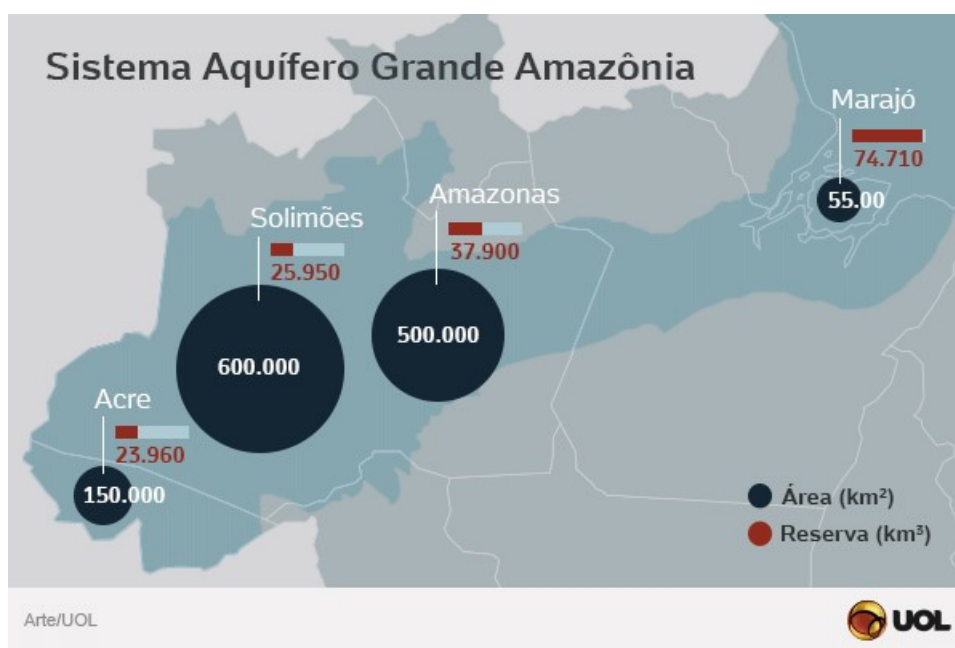 Sistema Aquífero Grande Amazônia
Marajó
74.710
55.00
Amazonas
37.900
500.000
Solimões
25.950
600.000
Acre
23.960
150.000
Área (km²)
Reserva (km³)
Arte/UOL
UOL